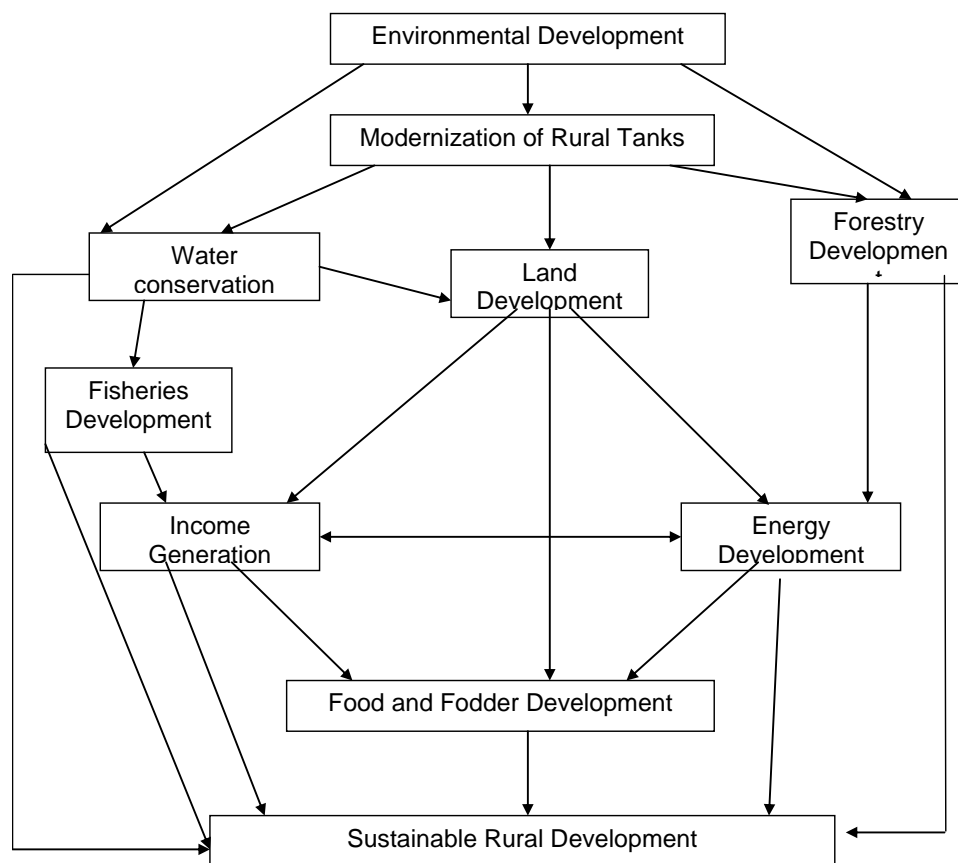 Environmental Development
Modernization of Rural Tanks
Forestry
Developmen
Water
conservation
Land
Development
Fisheries
Development
Income
Generation
Energy
Development
Food and Fodder Development
Sustainable Rural Development